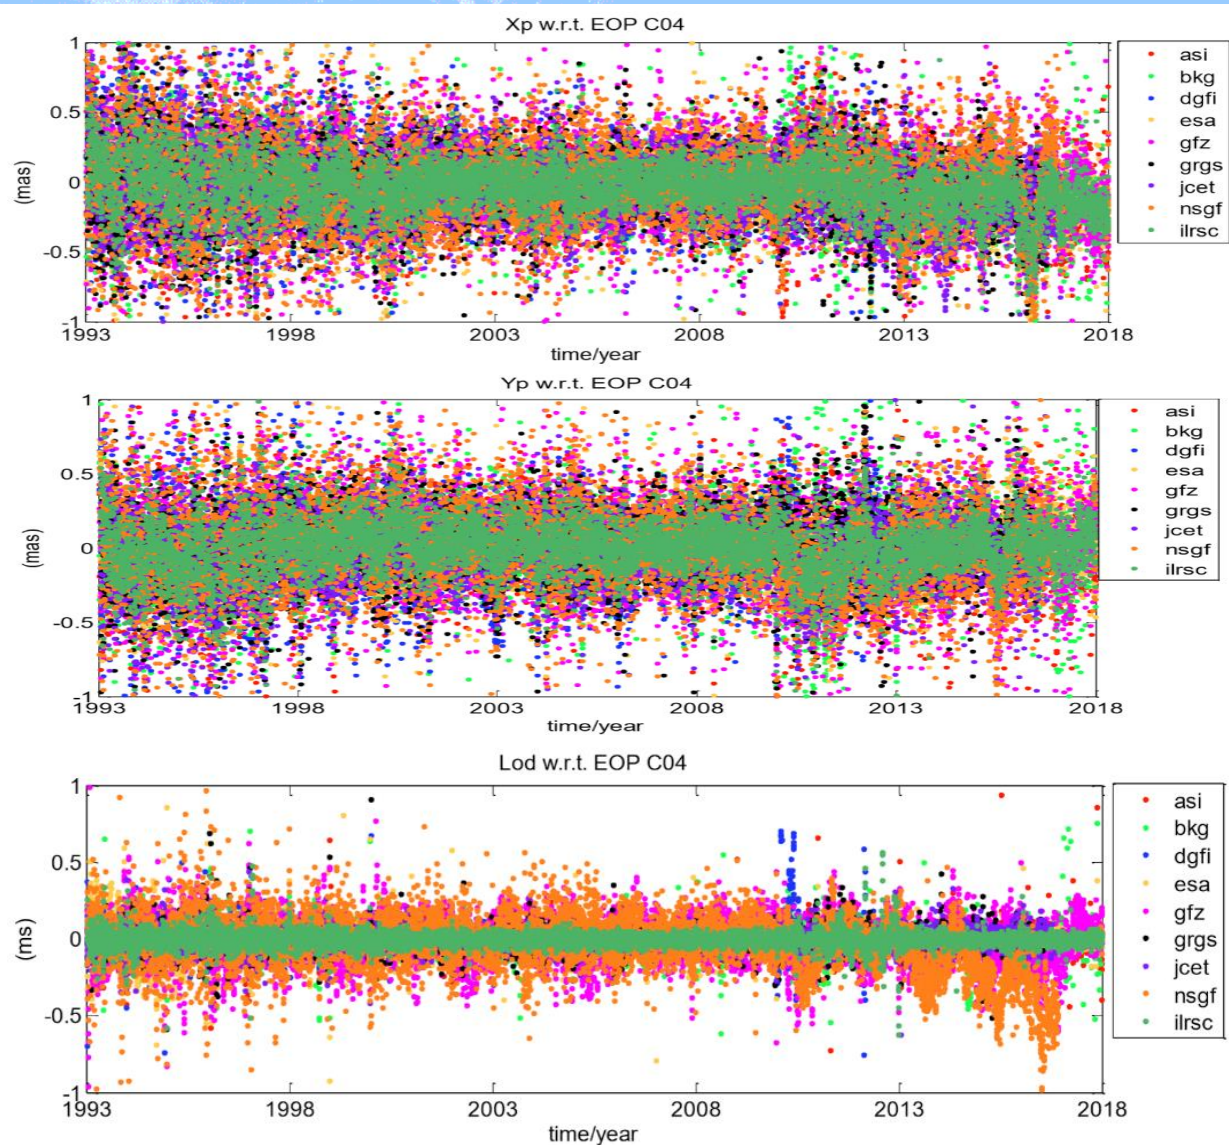 Xp w.r.t. EOP C04
1
0.5
0
-0.5
-1
(mas)
1993 1998 2003 2008 2013 2018
time/year
asi
bkg
dgfi
esa
gfz
grgs
jcet
nsgf
ilrsc
Yp w.r.t. EOP C04
1
0.5
0
-0.5
-1
(mas)
1993 1998 2003 2008 2013 2018
time/year
asi
bkg
dgfi
esa
gfz
grgs
jcet
nsgf
ilrsc
Lod w.r.t. EOP C04
1
0.5
0
-0.5
-1
(ms)
1993 1998 2003 2008 2013 2018
time/year
asi
bkg
dgfi
esa
gfz
grgs
jcet
nsgf
ilrsc